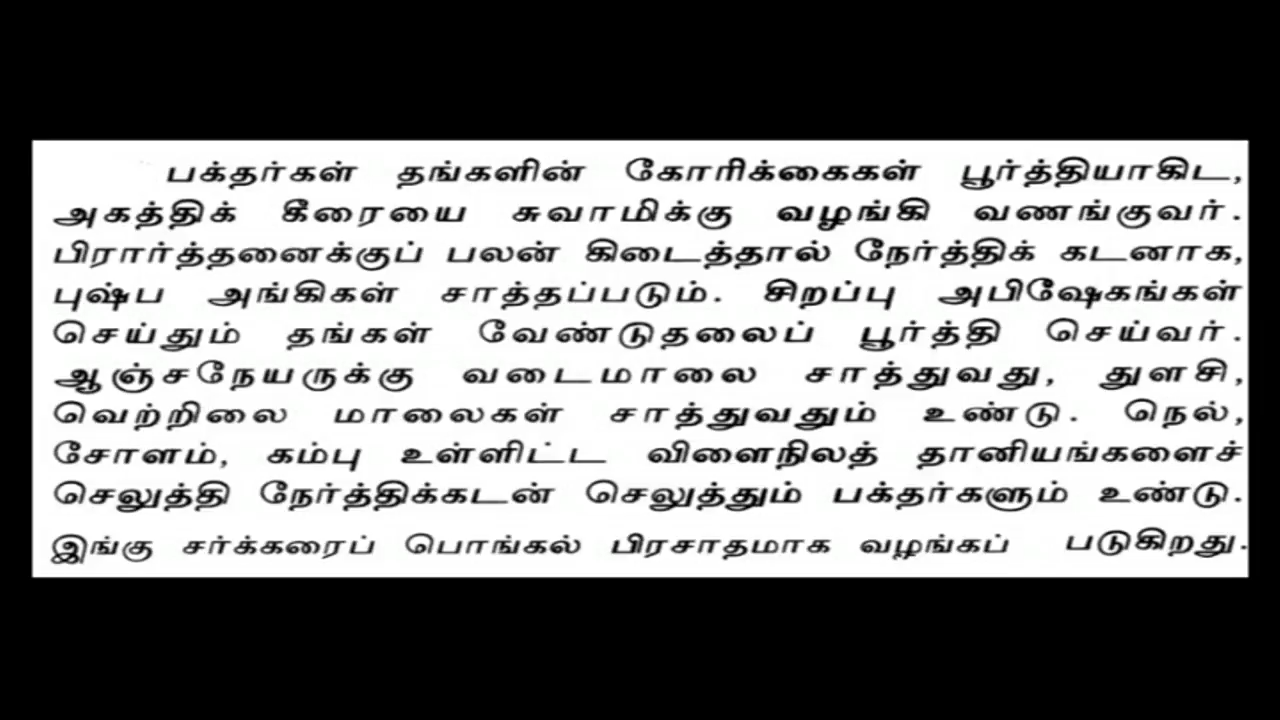 பக்தர்கள் தங்களின் கோரிக்கைகள் பூர்த்தியாகிட,
அகத்திக் கீரையை சுவாமிக்கு வழங்கி வணங்குவர்.
பிரார்த்தனைக்குப் பலன் கிடைத்தால் நேர்த்திக் கடனாக,
புஷ்ப அங்கிகள் சாத்தப்படும். சிறப்பு அபிஷேகங்கள்
செய்தும் தங்கள் வேண்டுதலைப் பூர்த்தி செய்வர்.
ஆஞ்சநேயருக்கு வடைமாலை சாத்துவது, துளசி,
வெற்றிலை மாலைகள் சாத்துவதும் உண்டு. நெல்,
சோளம், கம்பு உள்ளிட்ட விளைநிலத் தானியங்களைச்
செலுத்தி நேர்த்திக்கடன் செலுத்தும் பக்தர்களும் உண்டு.
இங்கு சர்க்கரைப் பொங்கல் பிரசாதமாக வழங்கப் படுகிறது.